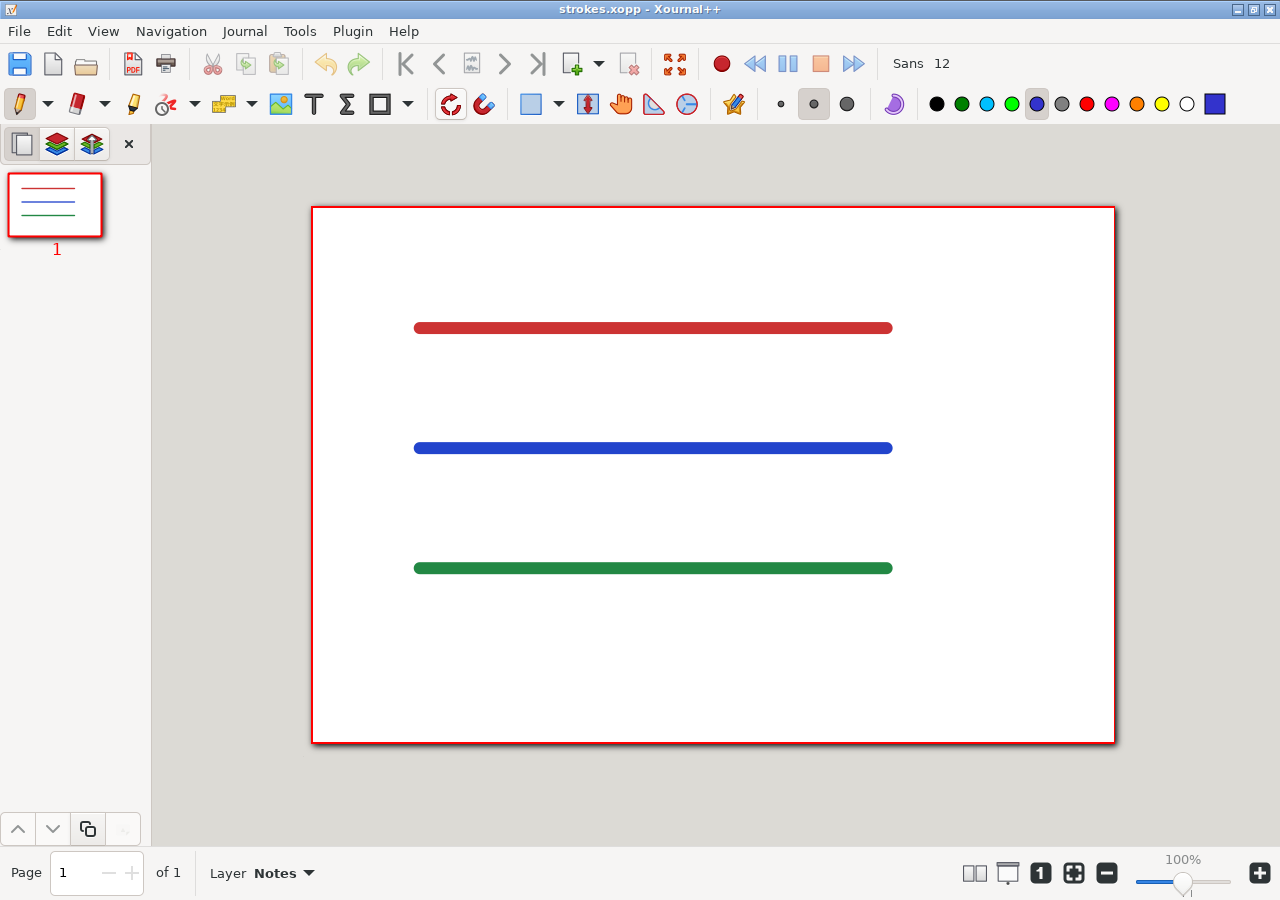 strokes.xopp - Xournal++
File Edit View Navigation Journal Tools Plugin Help
Sans 12
1
Page 1 of 1 Layer Notes
100%